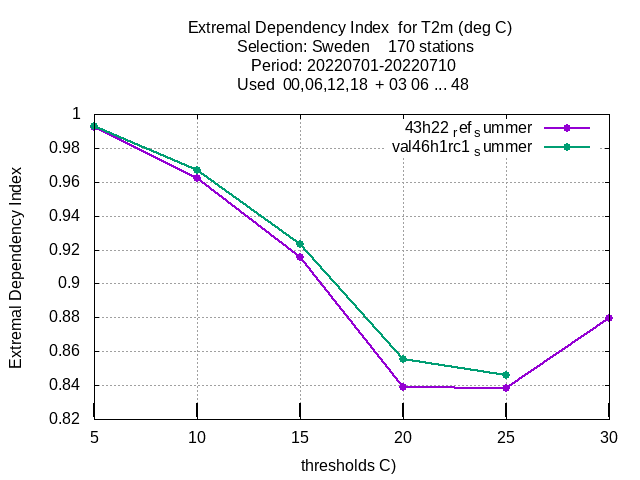 Extremal Dependency Index  for T2m (deg C)
Selection: Sweden    170 stations
Period: 20220701-20220710
Used  00,06,12,18  + 03 06 ... 48
43h22 ref summer
val46h1rc1 summer
1
0.98
0.96
0.94
0.92
0.9
0.88
0.86
0.84
0.82
Extremal Dependency Index
5 10 15 20 25 30
thresholds C)